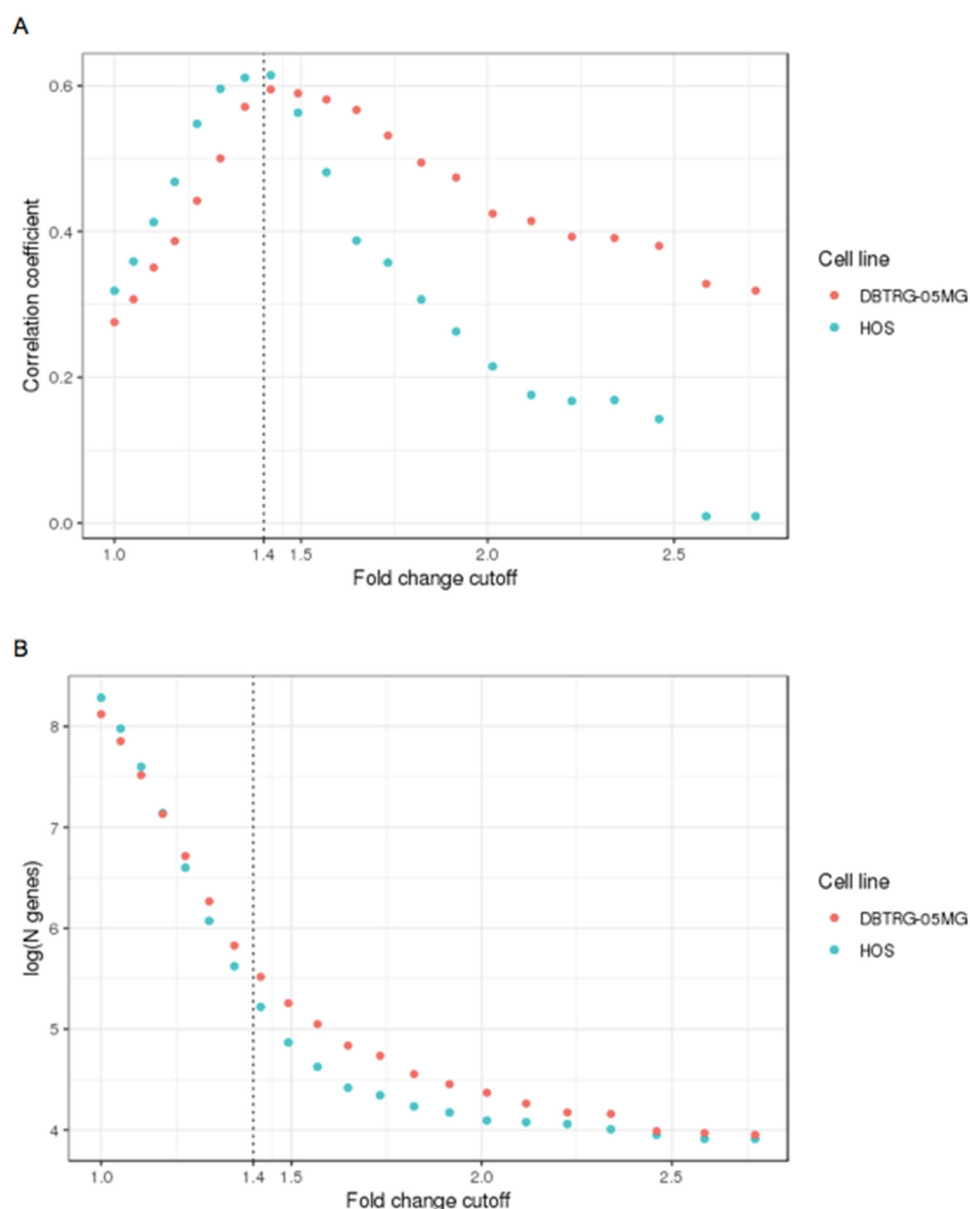 A
Correlation coefficient
0.6
0.4
0.2
0.0
1.0 1.4 1.5 2.0 2.5
Fold change cutoff
Cell line
DBTRG-05MG
HOS
B
log(N genes)
8
7
6
5
4
1.0 1.4 1.5 2.0 2.5
Fold change cutoff
Cell line
DBTRG-05MG
HOS